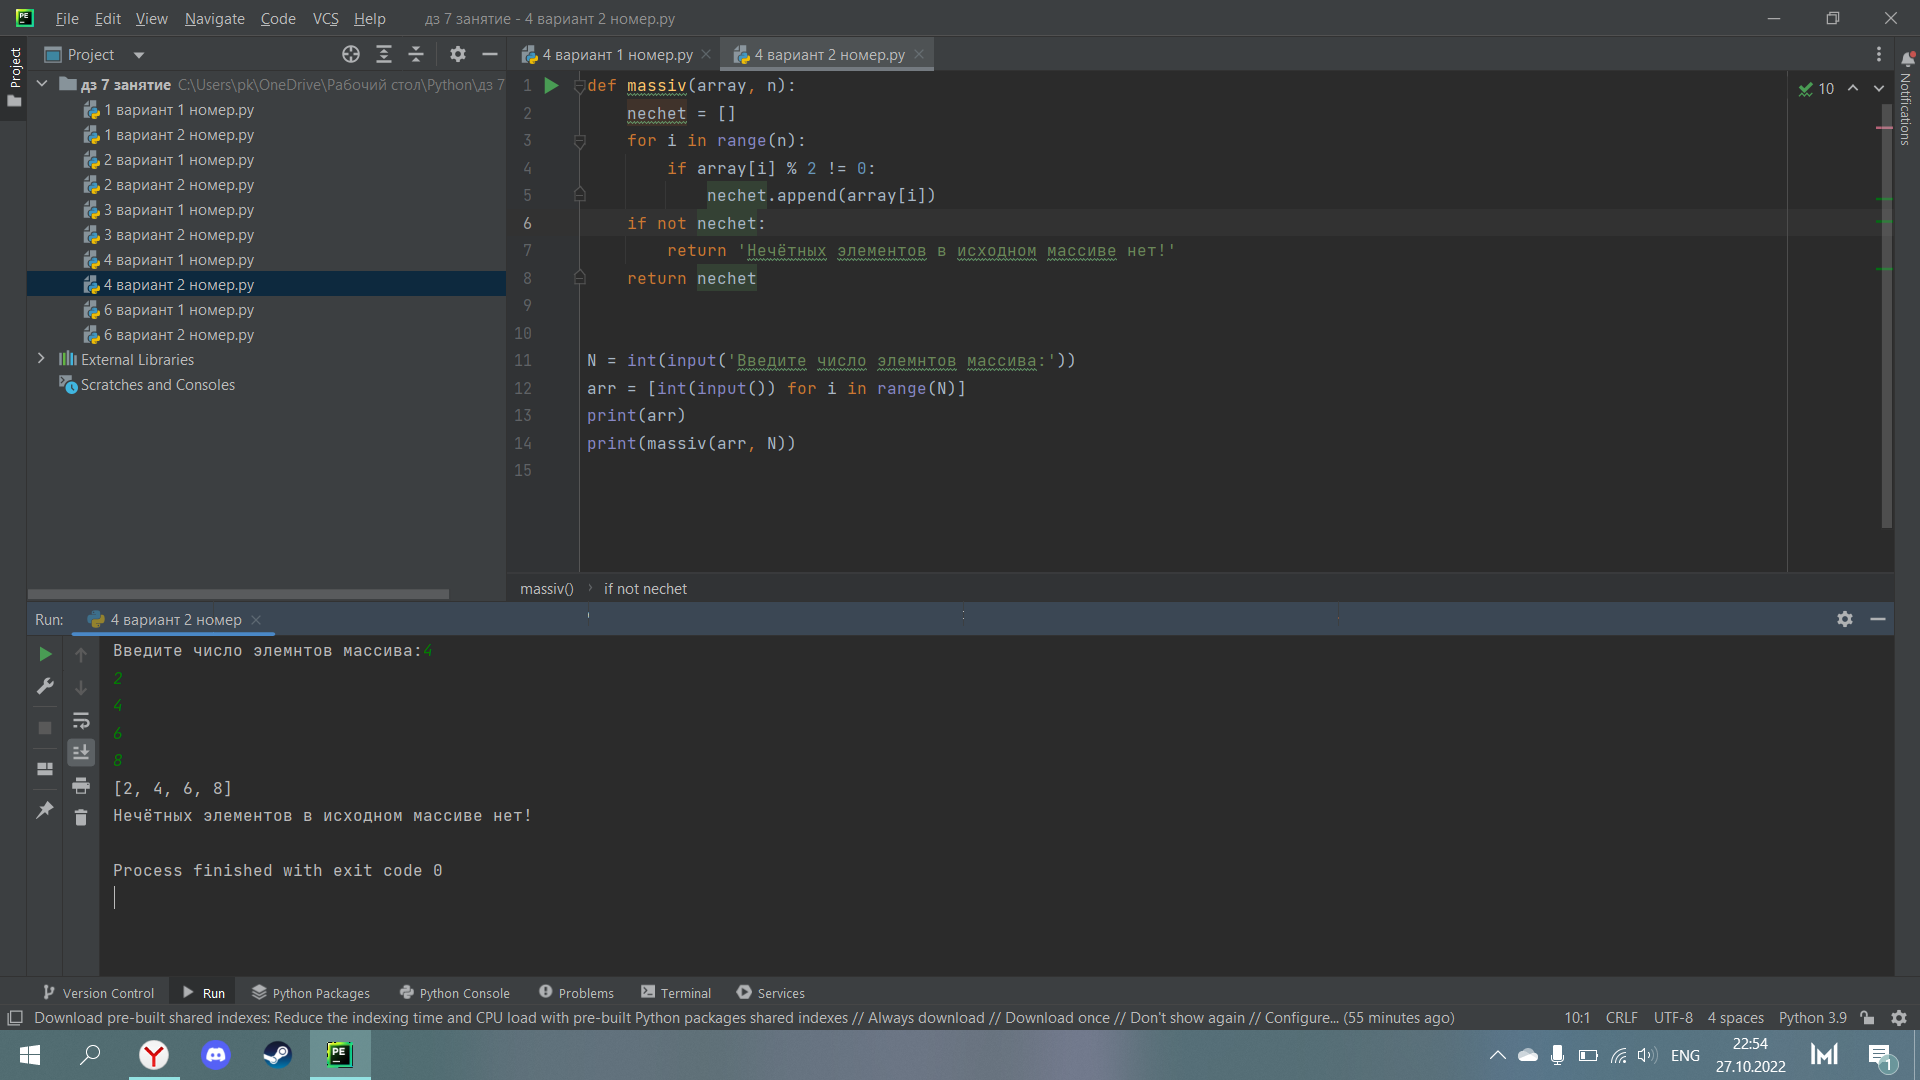 File Edit View Navigate Code VCS Help дз 7 занятие - 4 вариант 2 номер.py
Project
Project
4 вариант 1 номер.py
4 вариант 2 номер.py
дз 7 занятие C:\Users\pk\OneDrive\Рабочий стол\Python\дз 7
1 вариант 1 номер.py
1 вариант 2 номер.py
2 вариант 1 номер.py
2 вариант 2 номер.py
3 вариант 1 номер.py
3 вариант 2 номер.py
4 вариант 1 номер.py
4 вариант 2 номер.py
6 вариант 1 номер.py
6 вариант 2 номер.py
External Libraries
Scratches and Consoles
1 def massiv(array, n):
2 nechet = []
3 for i in range(n):
4 if array[i] % 2 != 0:
5 nechet.append(array[i])
6 if not nechet:
7 return 'Нечётных элементов в исходном массиве нет!'
8 return nechet
9
10
11 N = int(input('Введите число элемнтов массива:'))
12 arr = [int(input()) for i in range(N)]
13 print(arr)
14 print(massiv(arr, N))
15
10
Notifications
massiv() › if not nechet
Run: 4 вариант 2 номер
Введите число элемнтов массива:4
2
4
6
8
[2, 4, 6, 8]
Нечётных элементов в исходном массиве нет!
Process finished with exit code 0
Version Control Run Python Packages Python Console Problems Terminal Services
Download pre-built shared indexes: Reduce the indexing time and CPU load with pre-built Python packages shared indexes // Always download // Download once // Don't show again // Configure... (55 minutes ago) 10:1 CRLF UTF-8 4 spaces Python 3.9
ENG
22:54
27.10.2022
1